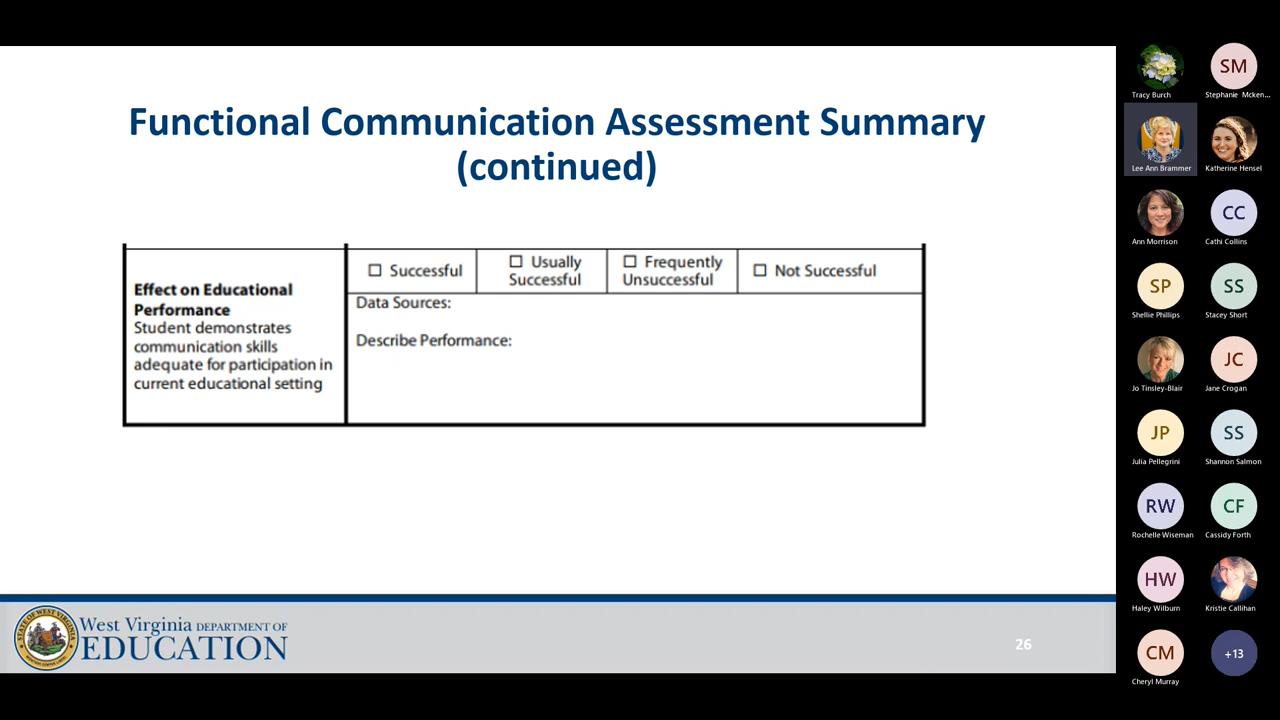 Functional Communication Assessment Summary
(continued)
Effect on Educational
Performance
Student demonstrates
communication skills
adequate for participation in
current educational setting
☐ Successful
☐ Usually
Successful
☐ Frequently
Unsuccessful
☐ Not Successful
Data Sources:
Describe Performance:
West Virginia DEPARTMENT OF
EDUCATION
26
Tracy Burch
SM
Stephanie Mcken...
Lee Ann Brammer
Katherine Hensel
Ann Morrison
CC
Cathi Collins
SP
Shellie Phillips
SS
Stacey Short
Jo Tinsley-Blair
JC
Jane Crogan
JP
Julia Pellegrini
SS
Shannon Salmon
RW
Rochelle Wiseman
CF
Cassidy Forth
HW
Haley Wilburn
Kristie Callihan
CM
Cheryl Murray
+13